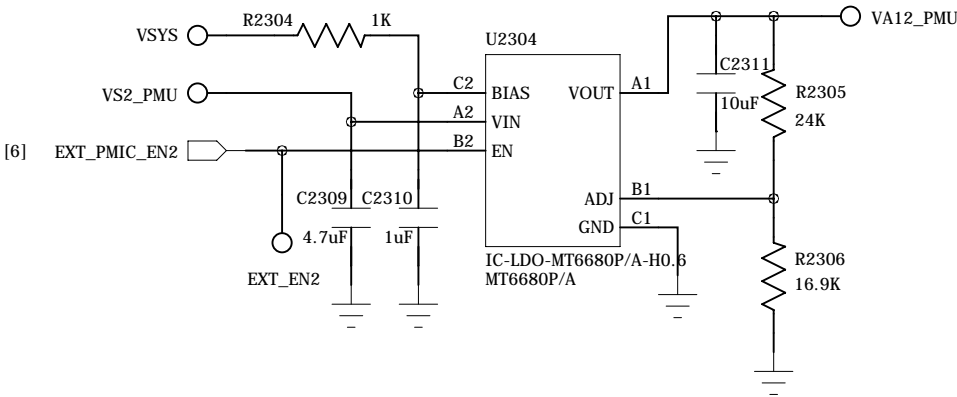 VA12_PMU
R2304
1K
VSYS
U2304
C2311
C2
BIAS
VOUT
A1
10uF
R2305
24K
VS2_PMU
A2
VIN
[6]
EXT_PMIC_EN2
B2
EN
C2309
C2310
ADJ
B1
4.7uF
1uF
GND
C1
EXT_EN2
IC-LDO-MT6680P/A-H0.6
MT6680P/A
R2306
16.9K